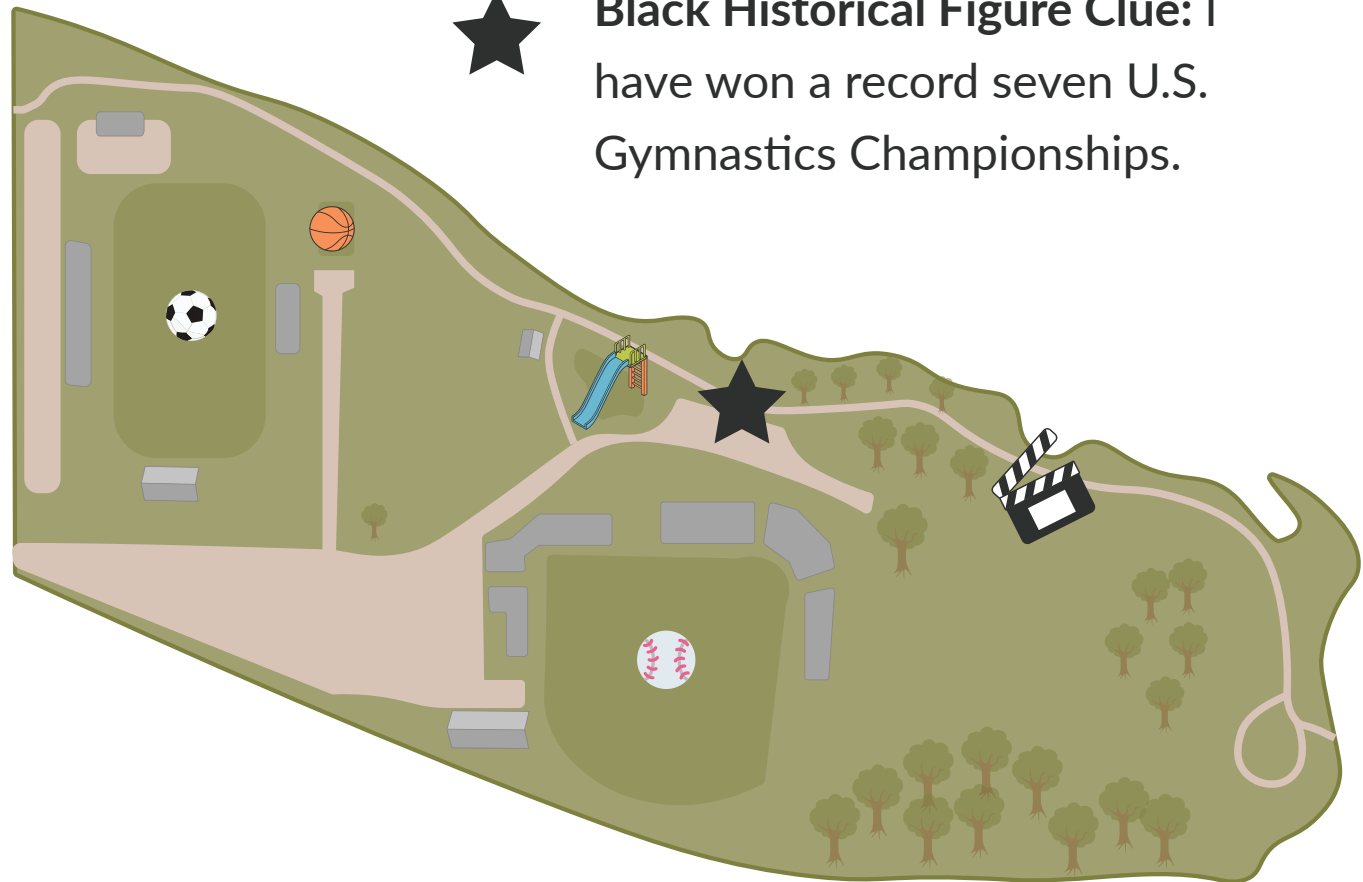 Black Historical Figure Clue: I
have won a record seven U.S.
Gymnastics Championships.